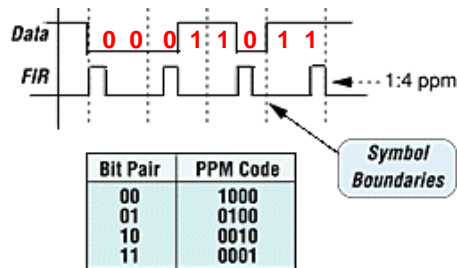 Data 0 0 0 1 1 0 1 1
FIR 1:4 ppm
Symbol
Boundaries
Bit Pair PPM Code
00 1000
01 0100
10 0010
11 0001